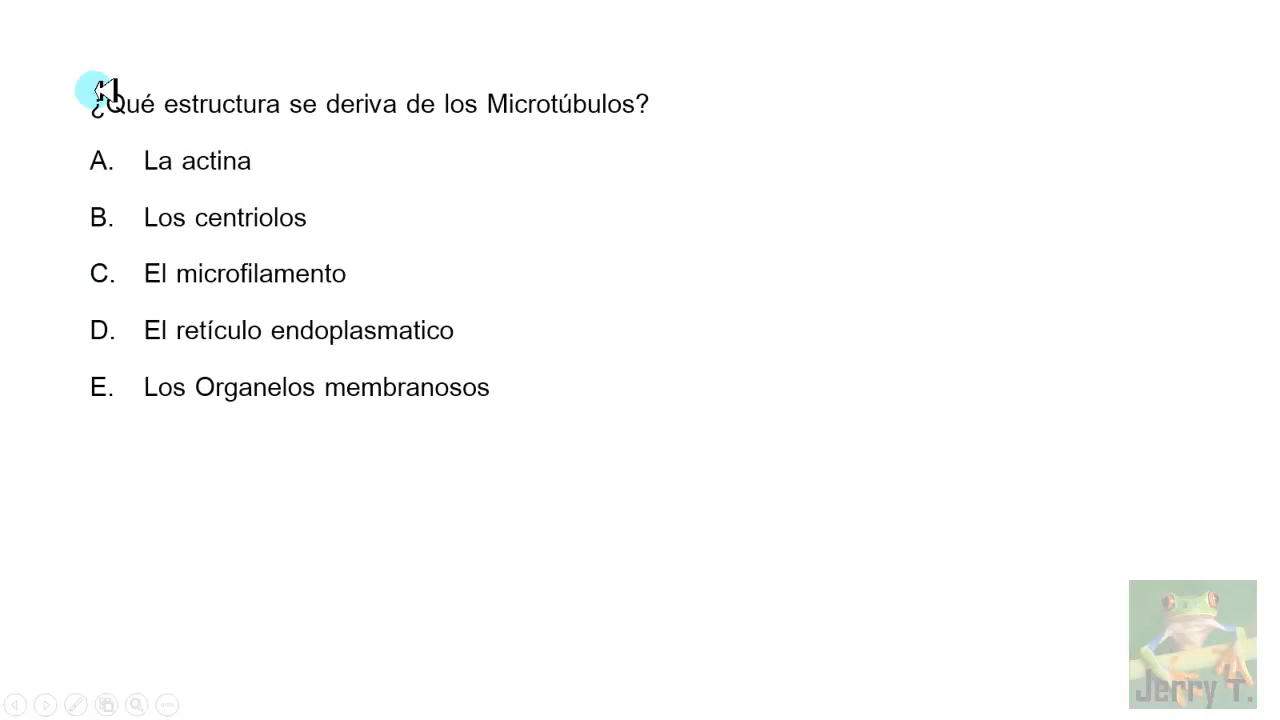 ¿Qué estructura se deriva de los Microtúbulos?
A. La actina
B. Los centriolos
C. El microfilamento
D. El retículo endoplasmatico
E. Los Organelos membranosos
Jerry T.